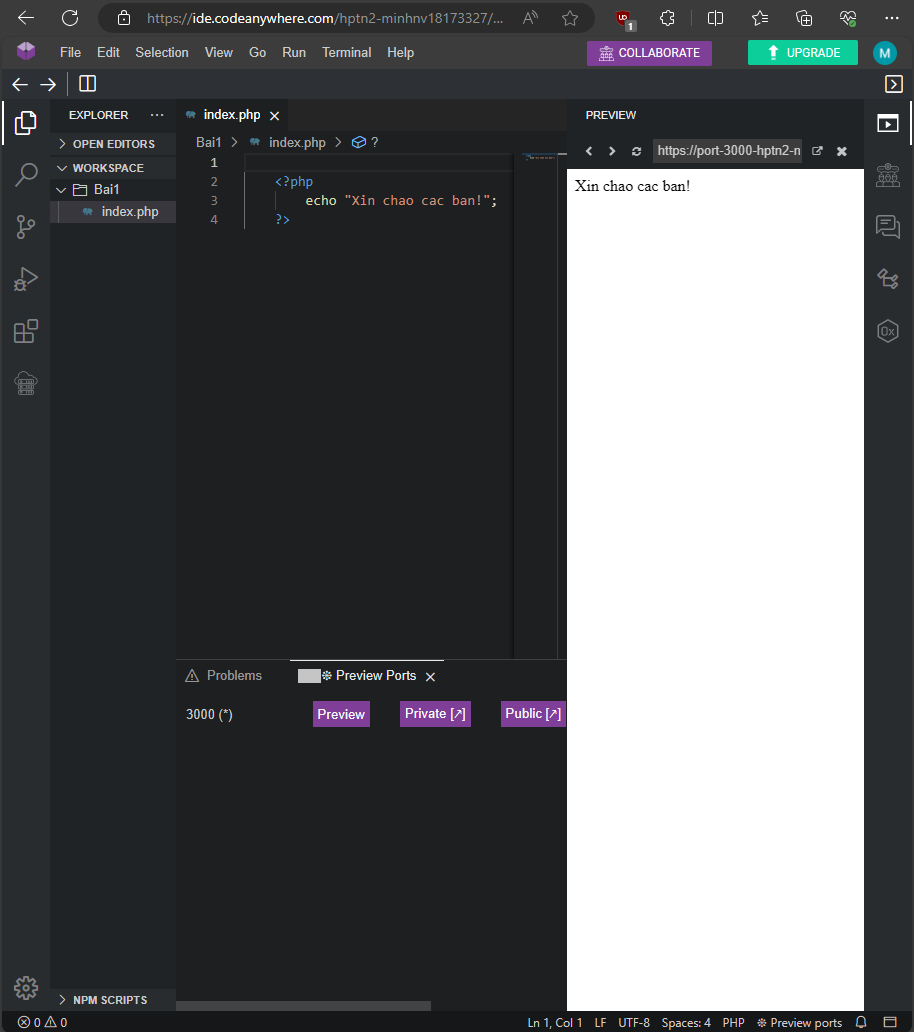 https://ide.codeanywhere.com/hptn2-minhnv18173327/...
A
UD
1
File Edit Selection View Go Run Terminal Help
COLLABORATE
UPGRADE
M
EXPLORER
OPEN EDITORS
WORKSPACE
Bai1
index.php
NPM SCRIPTS
index.php
Bai1 > index.php > ?
1
2 <?php
3 echo "Xin chao cac ban!";
4 ?>
Problems
Preview Ports
3000 (*) Preview Private [↗] Public [↗]
PREVIEW
https://port-3000-hptn2-n
Xin chao cac ban!
0x
0 0
Ln 1, Col 1 LF UTF-8 Spaces: 4 PHP Preview ports